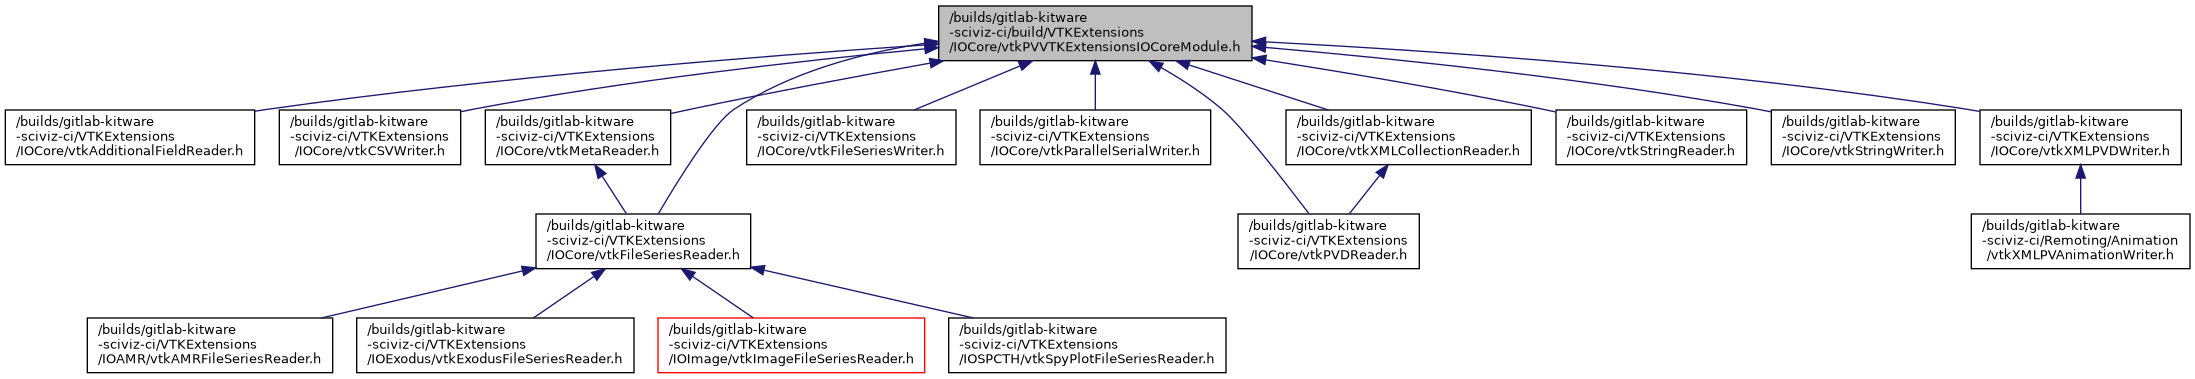 /builds/gitlab-kitware
-sciviz-ci/build/VTKExtensions
/IOCore/vtkPVVTKExtensionsIOCoreModule.h
/builds/gitlab-kitware
-sciviz-ci/VTKExtensions
/IOCore/vtkAdditionalFieldReader.h
/builds/gitlab-kitware
-sciviz-ci/VTKExtensions
/IOCore/vtkCSVWriter.h
/builds/gitlab-kitware
-sciviz-ci/VTKExtensions
/IOCore/vtkMetaReader.h
/builds/gitlab-kitware
-sciviz-ci/VTKExtensions
/IOCore/vtkFileSeriesWriter.h
/builds/gitlab-kitware
-sciviz-ci/VTKExtensions
/IOCore/vtkParallelSerialWriter.h
/builds/gitlab-kitware
-sciviz-ci/VTKExtensions
/IOCore/vtkXMLCollectionReader.h
/builds/gitlab-kitware
-sciviz-ci/VTKExtensions
/IOCore/vtkStringReader.h
/builds/gitlab-kitware
-sciviz-ci/VTKExtensions
/IOCore/vtkStringWriter.h
/builds/gitlab-kitware
-sciviz-ci/VTKExtensions
/IOCore/vtkXMLPVDWriter.h
/builds/gitlab-kitware
-sciviz-ci/VTKExtensions
/IOCore/vtkFileSeriesReader.h
/builds/gitlab-kitware
-sciviz-ci/VTKExtensions
/IOCore/vtkPVDReader.h
/builds/gitlab-kitware
-sciviz-ci/Remoting/Animation
/vtkXMLPVAnimationWriter.h
/builds/gitlab-kitware
-sciviz-ci/VTKExtensions
/IOAMR/vtkAMRFileSeriesReader.h
/builds/gitlab-kitware
-sciviz-ci/VTKExtensions
/IOExodus/vtkExodusFileSeriesReader.h
/builds/gitlab-kitware
-sciviz-ci/VTKExtensions
/IOImage/vtkImageFileSeriesReader.h
/builds/gitlab-kitware
-sciviz-ci/VTKExtensions
/IOSPCTH/vtkSpyPlotFileSeriesReader.h